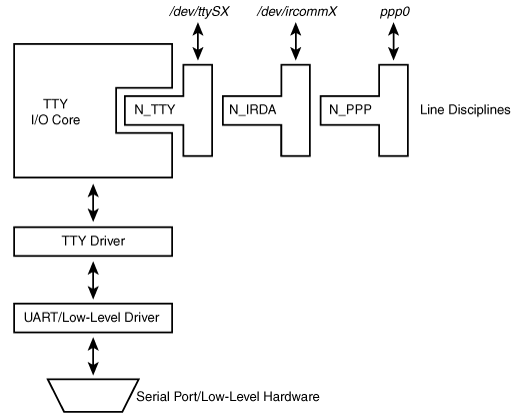 /dev/ttySX /dev/ircommX ppp0
TTY
I/O Core
N_TTY N_IRDA N_PPP Line Disciplines
TTY Driver
UART/Low-Level Driver
Serial Port/Low-Level Hardware